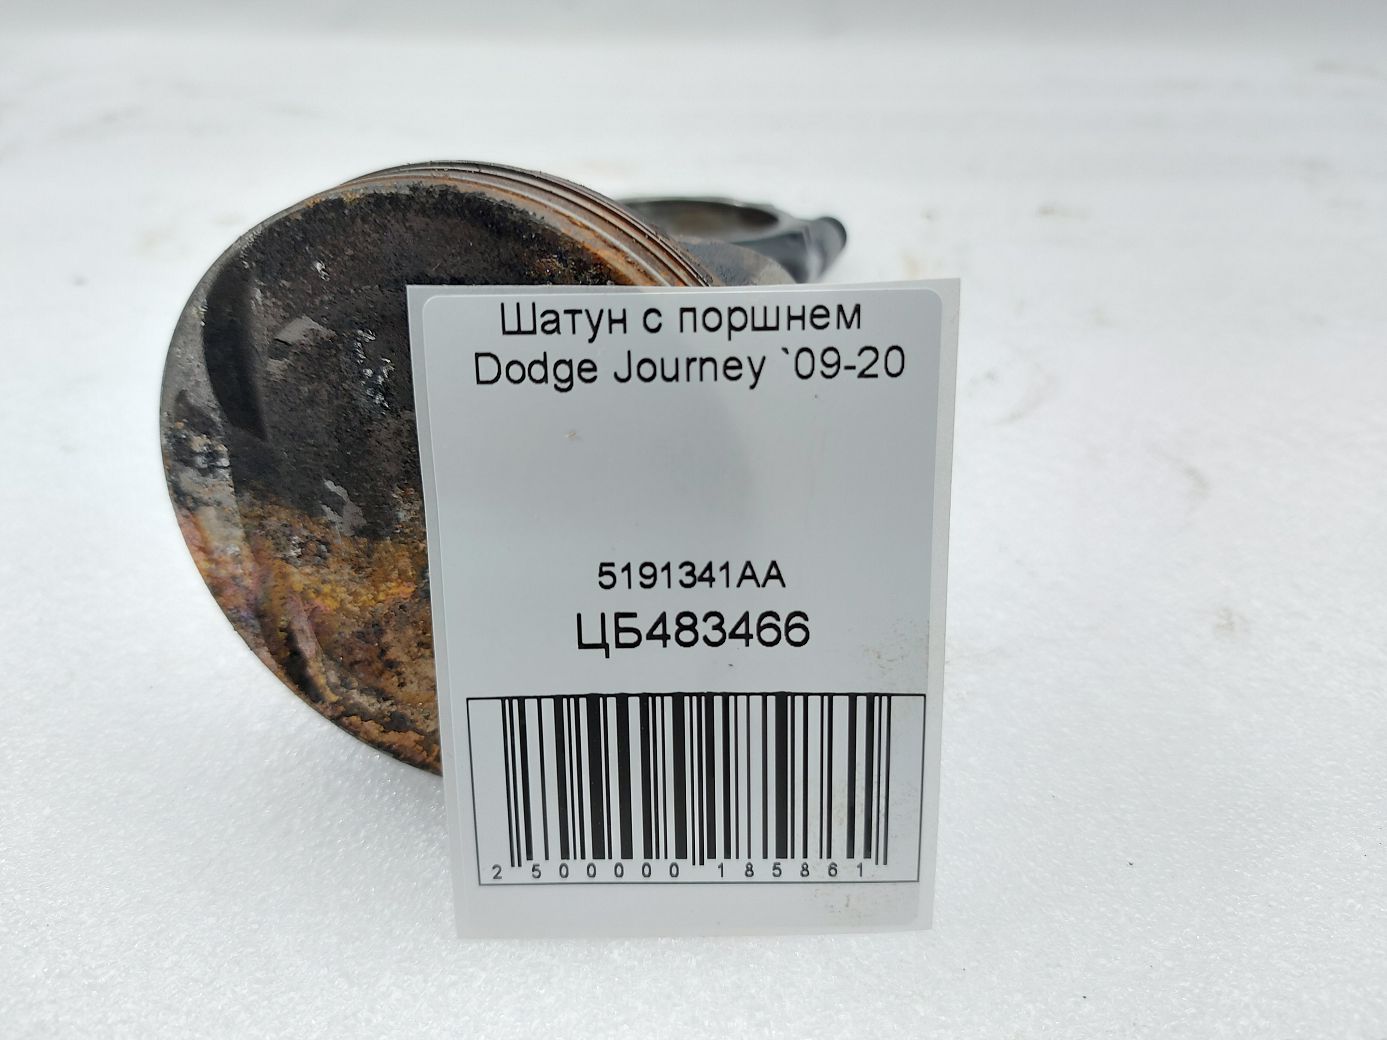 Шатун с поршнем
Dodge Journey `09-20
5191341AA
ЦБ483466
2 500000 185861